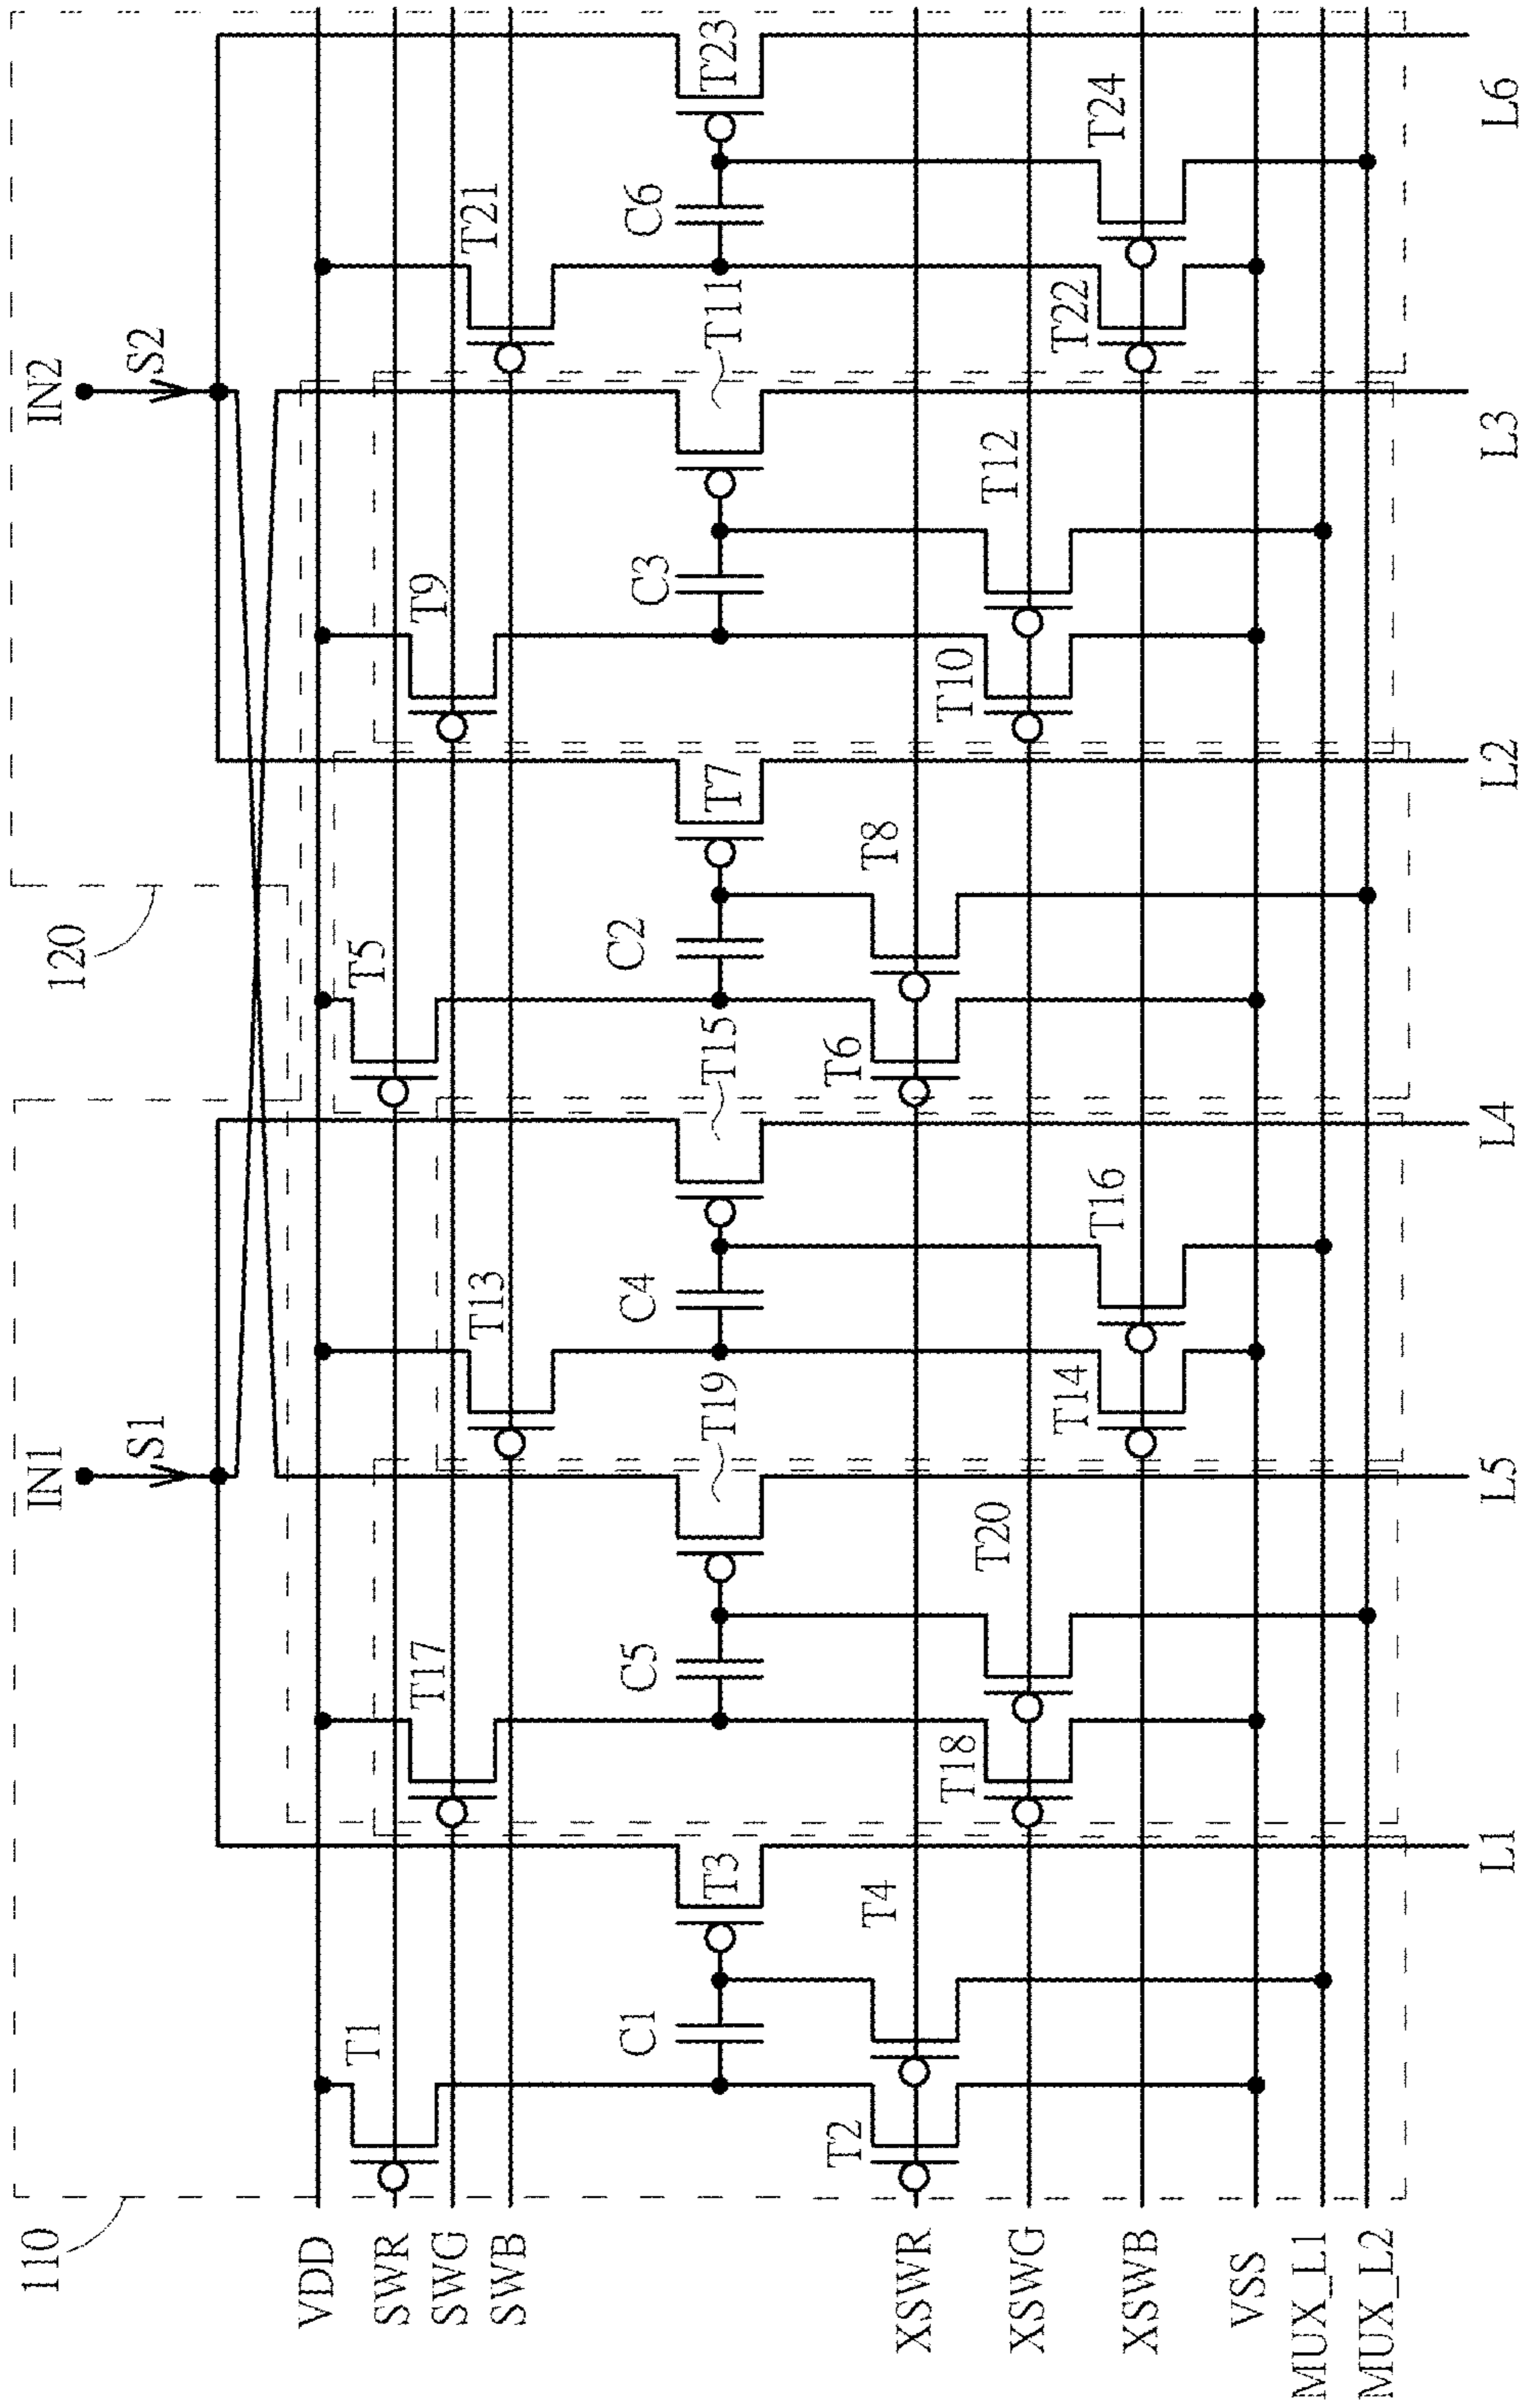 110
120
IN1
IN2
S1
S2
VDD
SWR
SWG
SWB
T1
T17
T13
T5
T9
T21
C1
T3
C5
T19
C4
T15
C2
T7
C3
T11
C6
T23
XSWR
XSWG
XSWB
VSS
MUX_L1
MUX_L2
T2
T4
T18
T20
T14
T16
T6
T8
T10
T12
T22
T24
L1
L5
L4
L2
L3
L6